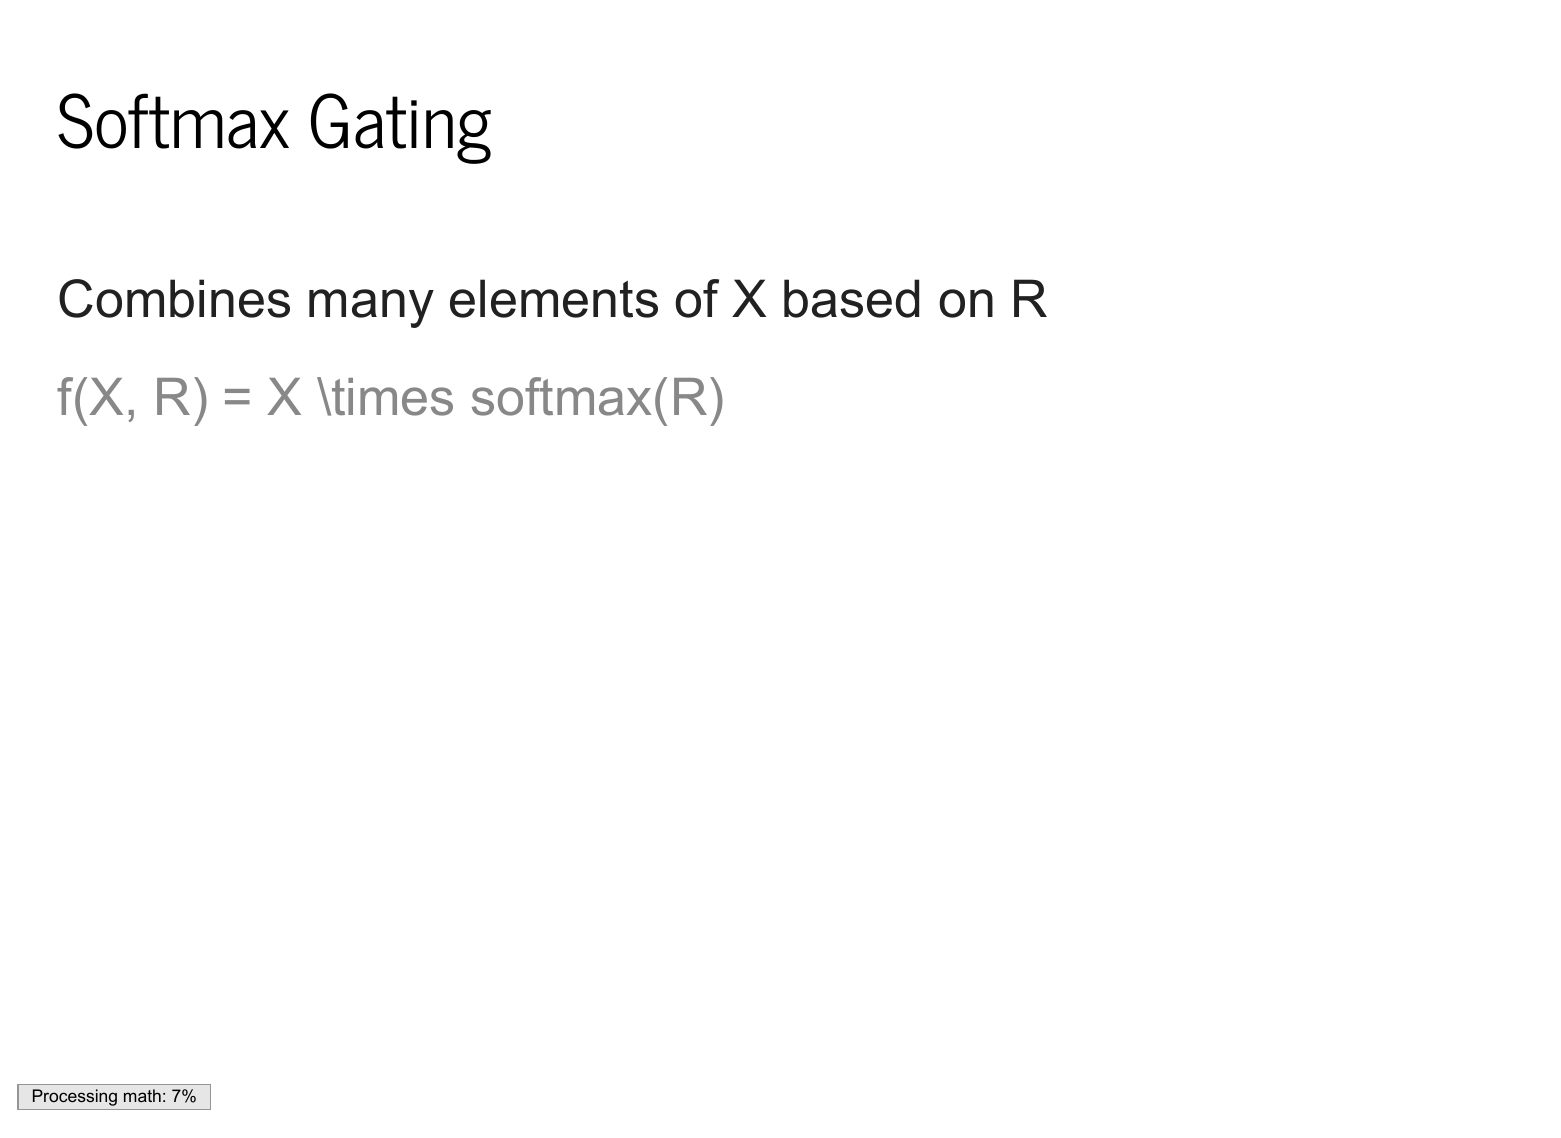 Softmax Gating
Combines many elements of X based on R
f(X, R) = X \times softmax(R)
Processing math: 7%